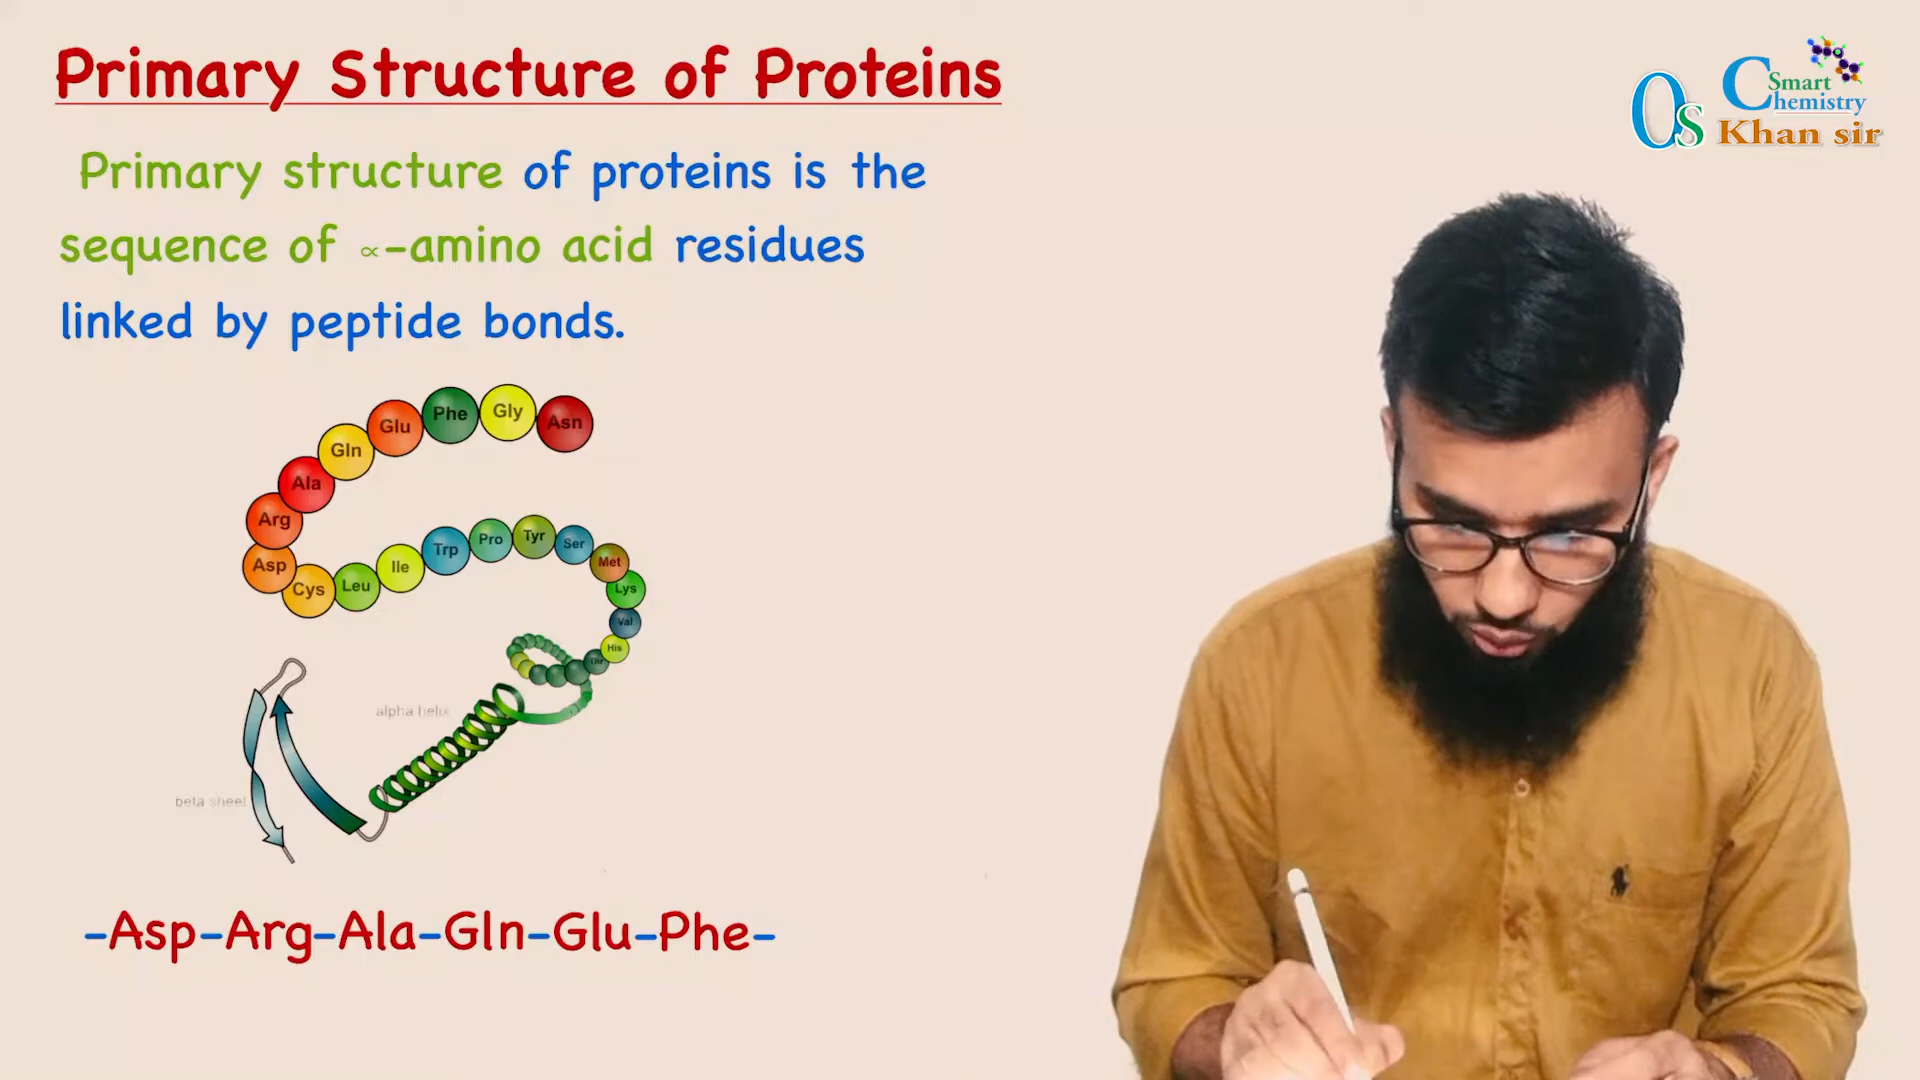 Primary Structure of Proteins
Smart
Chemistry
Os Khan sir
Primary structure of proteins is the
sequence of ∝-amino acid residues
linked by peptide bonds.
Asn
Gly
Phe
Glu
Gln
Ala
Arg
Asp
Cys
Leu
Ile
Trp
Pro
Tyr
Ser
Met
Lys
Val
His
Thr
alpha helix
beta sheet
-Asp-Arg-Ala-Gln-Glu-Phe-